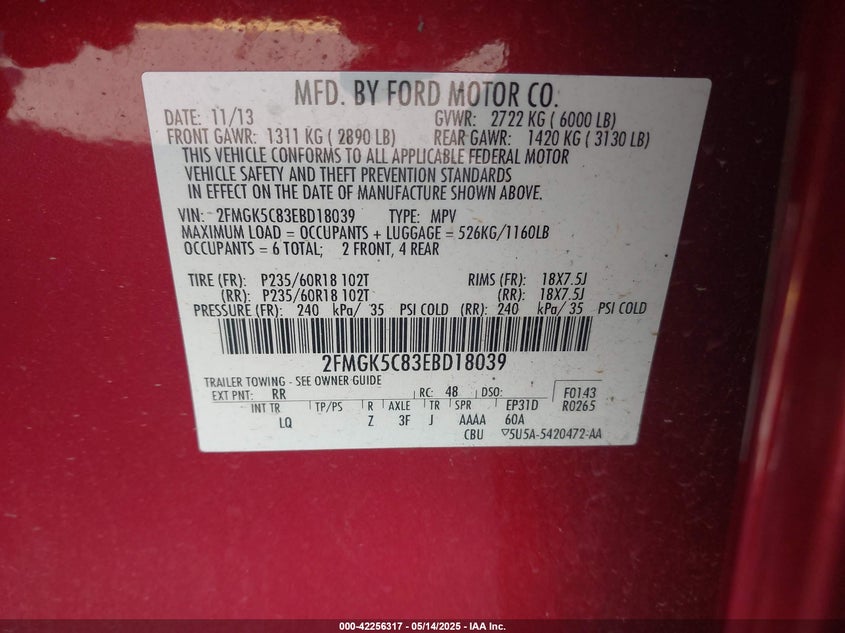 MFD. BY FORD MOTOR CO.
DATE: 11/13 GVWR: 2722 KG ( 6000 LB)
FRONT GAWR: 1311 KG ( 2890 LB) REAR GAWR: 1420 KG ( 3130 LB)
THIS VEHICLE CONFORMS TO ALL APPLICABLE FEDERAL MOTOR
VEHICLE SAFETY AND THEFT PREVENTION STANDARDS
IN EFFECT ON THE DATE OF MANUFACTURE SHOWN ABOVE.
VIN: 2FMGK5C83EBD18039 TYPE: MPV
MAXIMUM LOAD = OCCUPANTS + LUGGAGE = 526KG/1160LB
OCCUPANTS = 6 TOTAL; 2 FRONT, 4 REAR
TIRE (FR): P235/60R18 102T RIMS (FR): 18X7.5J
(RR): P235/60R18 102T (RR): 18X7.5J
PRESSURE (FR): 240 kPa/ 35 PSI COLD (RR): 240 kPa/ 35 PSI COLD
2FMGK5C83EBD18039
TRAILER TOWING - SEE OWNER GUIDE
EXT PNT: RR RC: 48 DSO: F0143
INT TR TP/PS R AXLE TR SPR EP31D R0265
LQ Z 3F J AAAA 60A
CBU ▽5U5A-5420472-AA
000-42256317 - 05/14/2025 - IAA Inc.